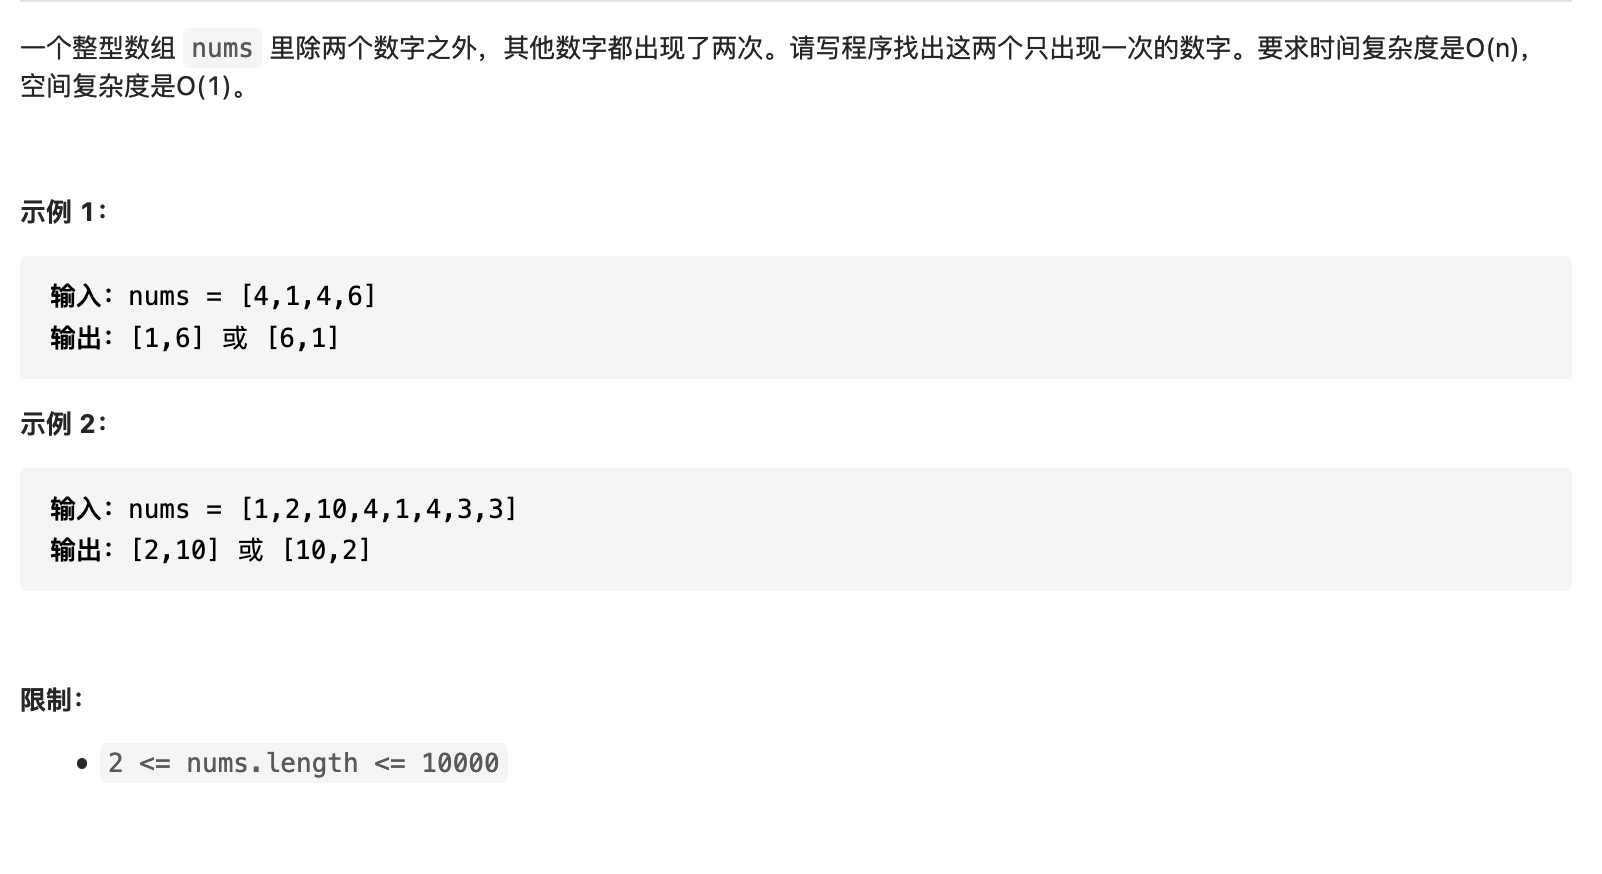 一个整型数组 nums 里除两个数字之外，其他数字都出现了两次。请写程序找出这两个只出现一次的数字。要求时间复杂度是O(n)，
空间复杂度是O(1)。
示例 1：
输入：nums = [4,1,4,6]
输出：[1,6] 或 [6,1]
示例 2：
输入：nums = [1,2,10,4,1,4,3,3]
输出：[2,10] 或 [10,2]
限制：
• 2 <= nums.length <= 10000